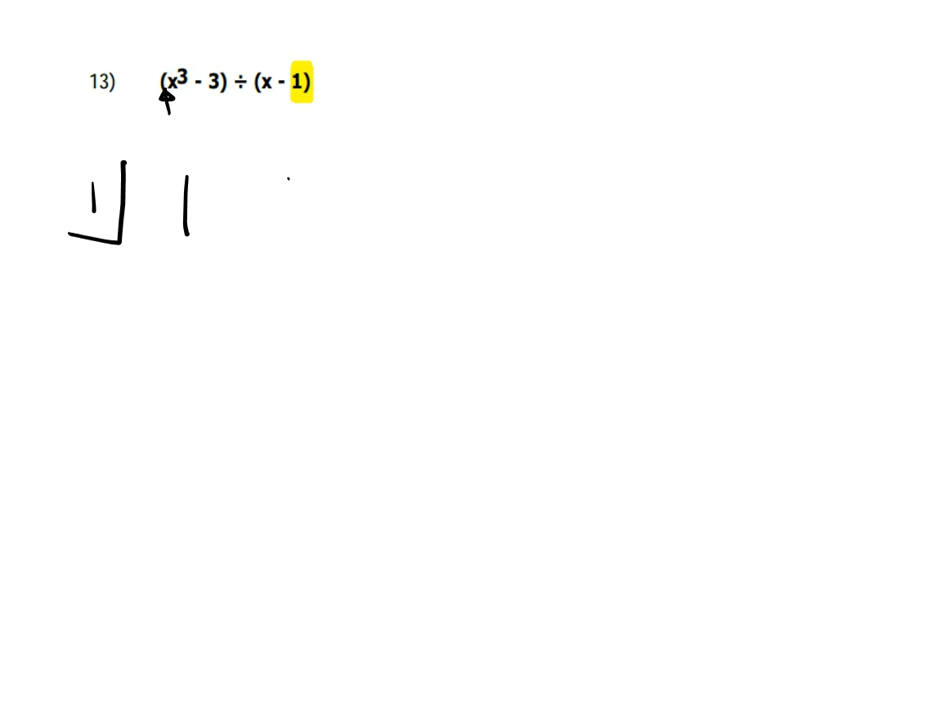 13) (x³ - 3) ÷ (x - 1)
1 1